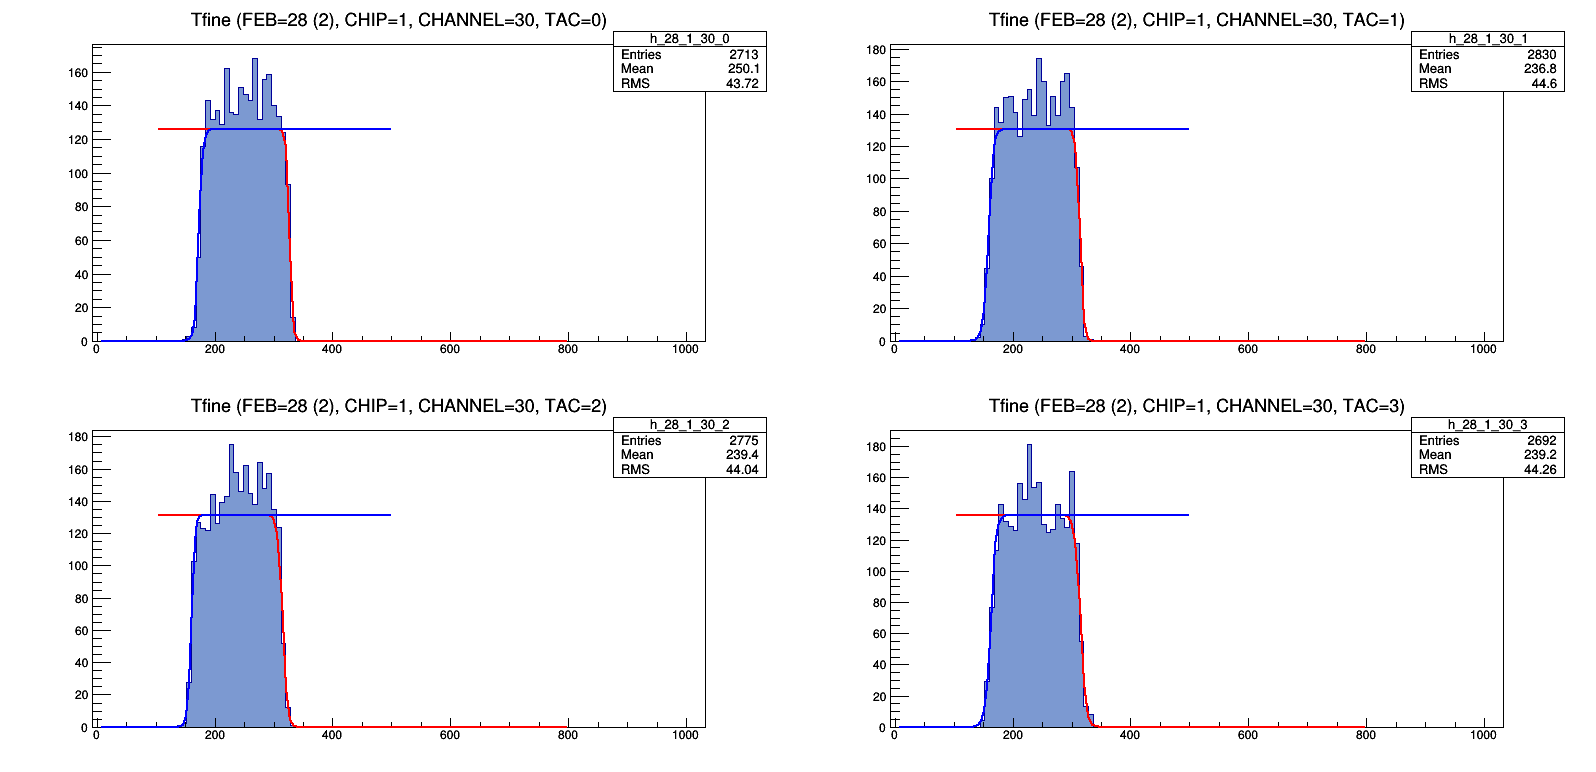 Tfine (FEB=28 (2), CHIP=1, CHANNEL=30, TAC=0)
h_28_1_30_0
Entries 2713
Mean 250.1
RMS 43.72
160
140
120
100
80
60
40
20
0
0 200 400 600 800 1000
Tfine (FEB=28 (2), CHIP=1, CHANNEL=30, TAC=1)
h_28_1_30_1
Entries 2830
Mean 236.8
RMS 44.6
180
160
140
120
100
80
60
40
20
0
0 200 400 600 800 1000
Tfine (FEB=28 (2), CHIP=1, CHANNEL=30, TAC=2)
h_28_1_30_2
Entries 2775
Mean 239.4
RMS 44.04
180
160
140
120
100
80
60
40
20
0
0 200 400 600 800 1000
Tfine (FEB=28 (2), CHIP=1, CHANNEL=30, TAC=3)
h_28_1_30_3
Entries 2692
Mean 239.2
RMS 44.26
180
160
140
120
100
80
60
40
20
0
0 200 400 600 800 1000